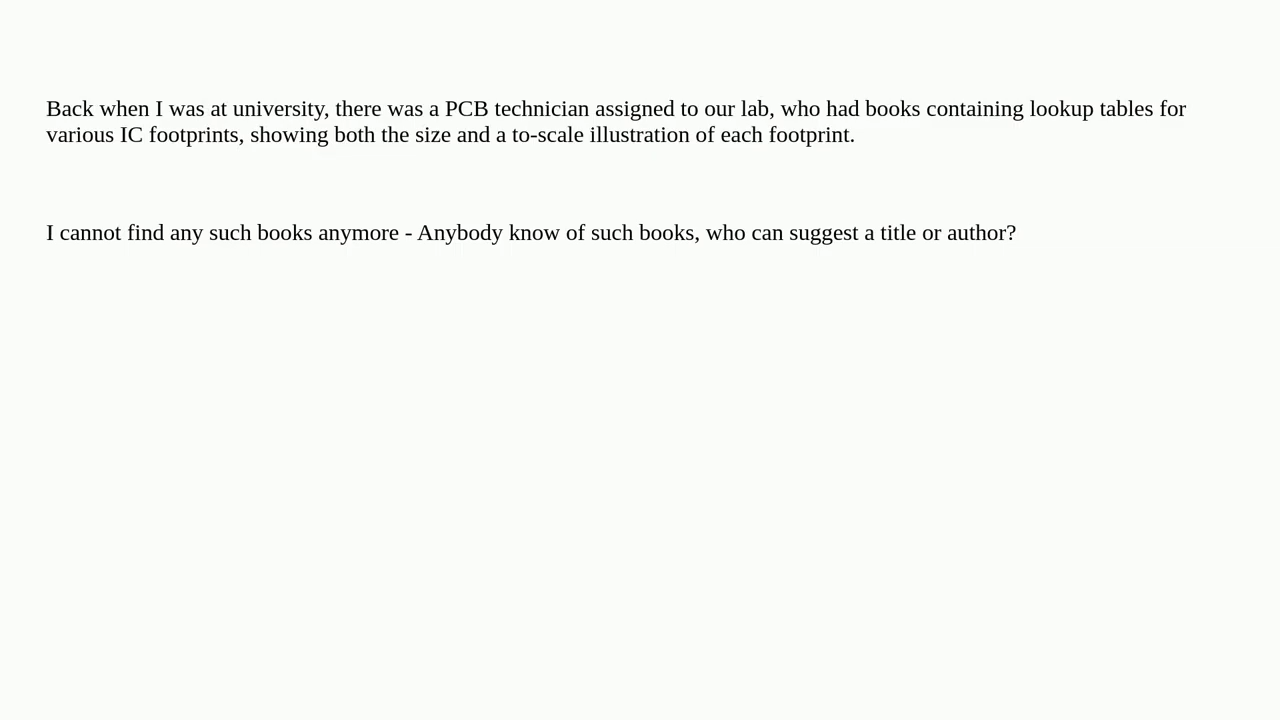 Back when I was at university, there was a PCB technician assigned to our lab, who had books containing lookup tables for
various IC footprints, showing both the size and a to-scale illustration of each footprint.
I cannot find any such books anymore - Anybody know of such books, who can suggest a title or author?